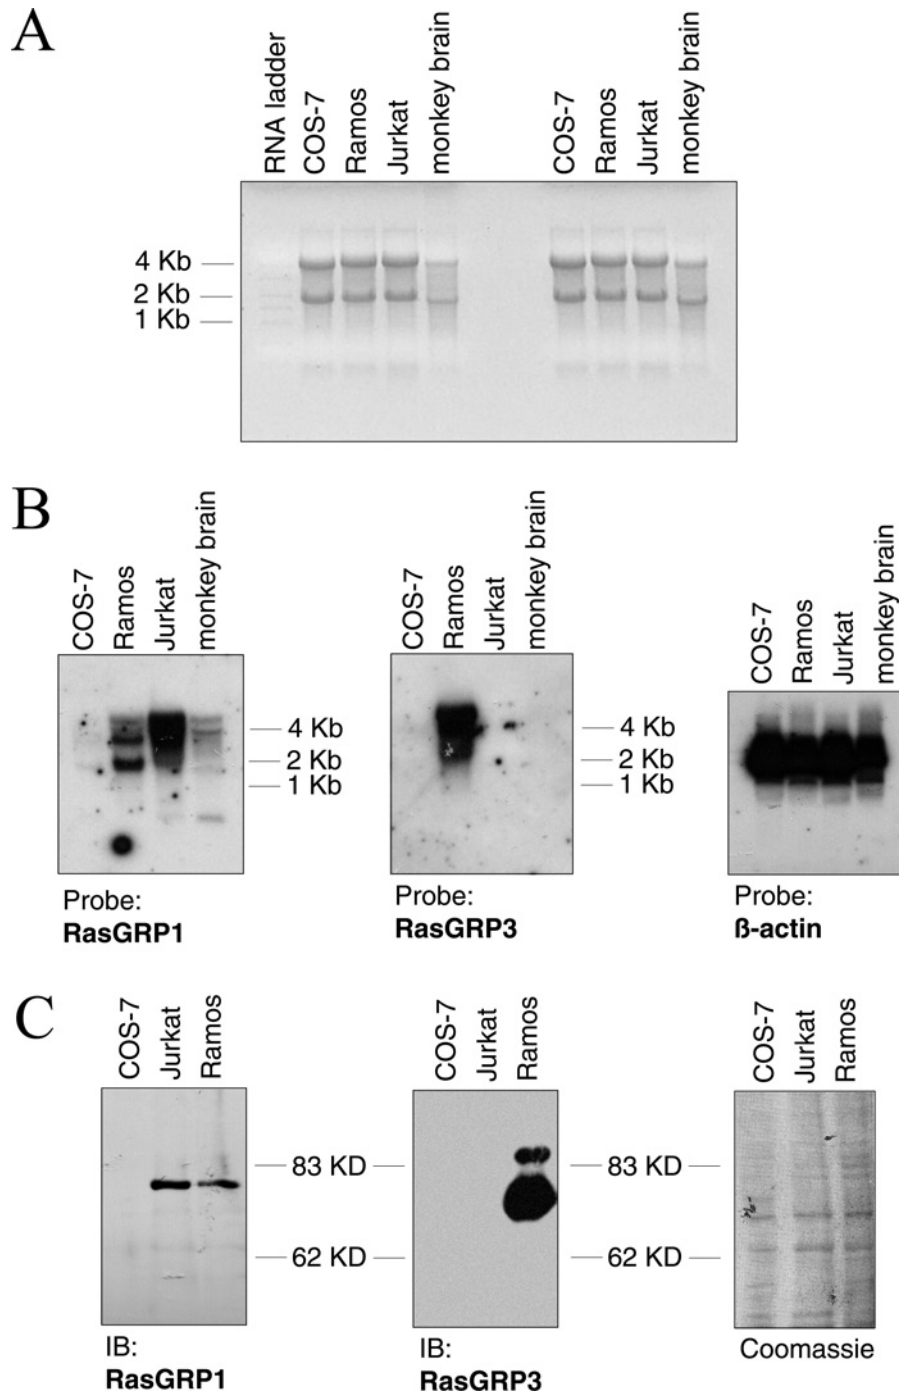 A
RNA ladder
COS-7
Ramos
Jurkat
monkey brain
COS-7
Ramos
Jurkat
monkey brain
4 Kb
2 Kb
1 Kb
B
COS-7
Ramos
Jurkat
monkey brain
COS-7
Ramos
Jurkat
monkey brain
COS-7
Ramos
Jurkat
monkey brain
4 Kb
2 Kb
1 Kb
4 Kb
2 Kb
1 Kb
Probe:
RasGRP1
Probe:
RasGRP3
Probe:
ß-actin
C
COS-7
Jurkat
Ramos
COS-7
Jurkat
Ramos
COS-7
Jurkat
Ramos
83 KD
62 KD
83 KD
62 KD
IB:
RasGRP1
IB:
RasGRP3
Coomassie